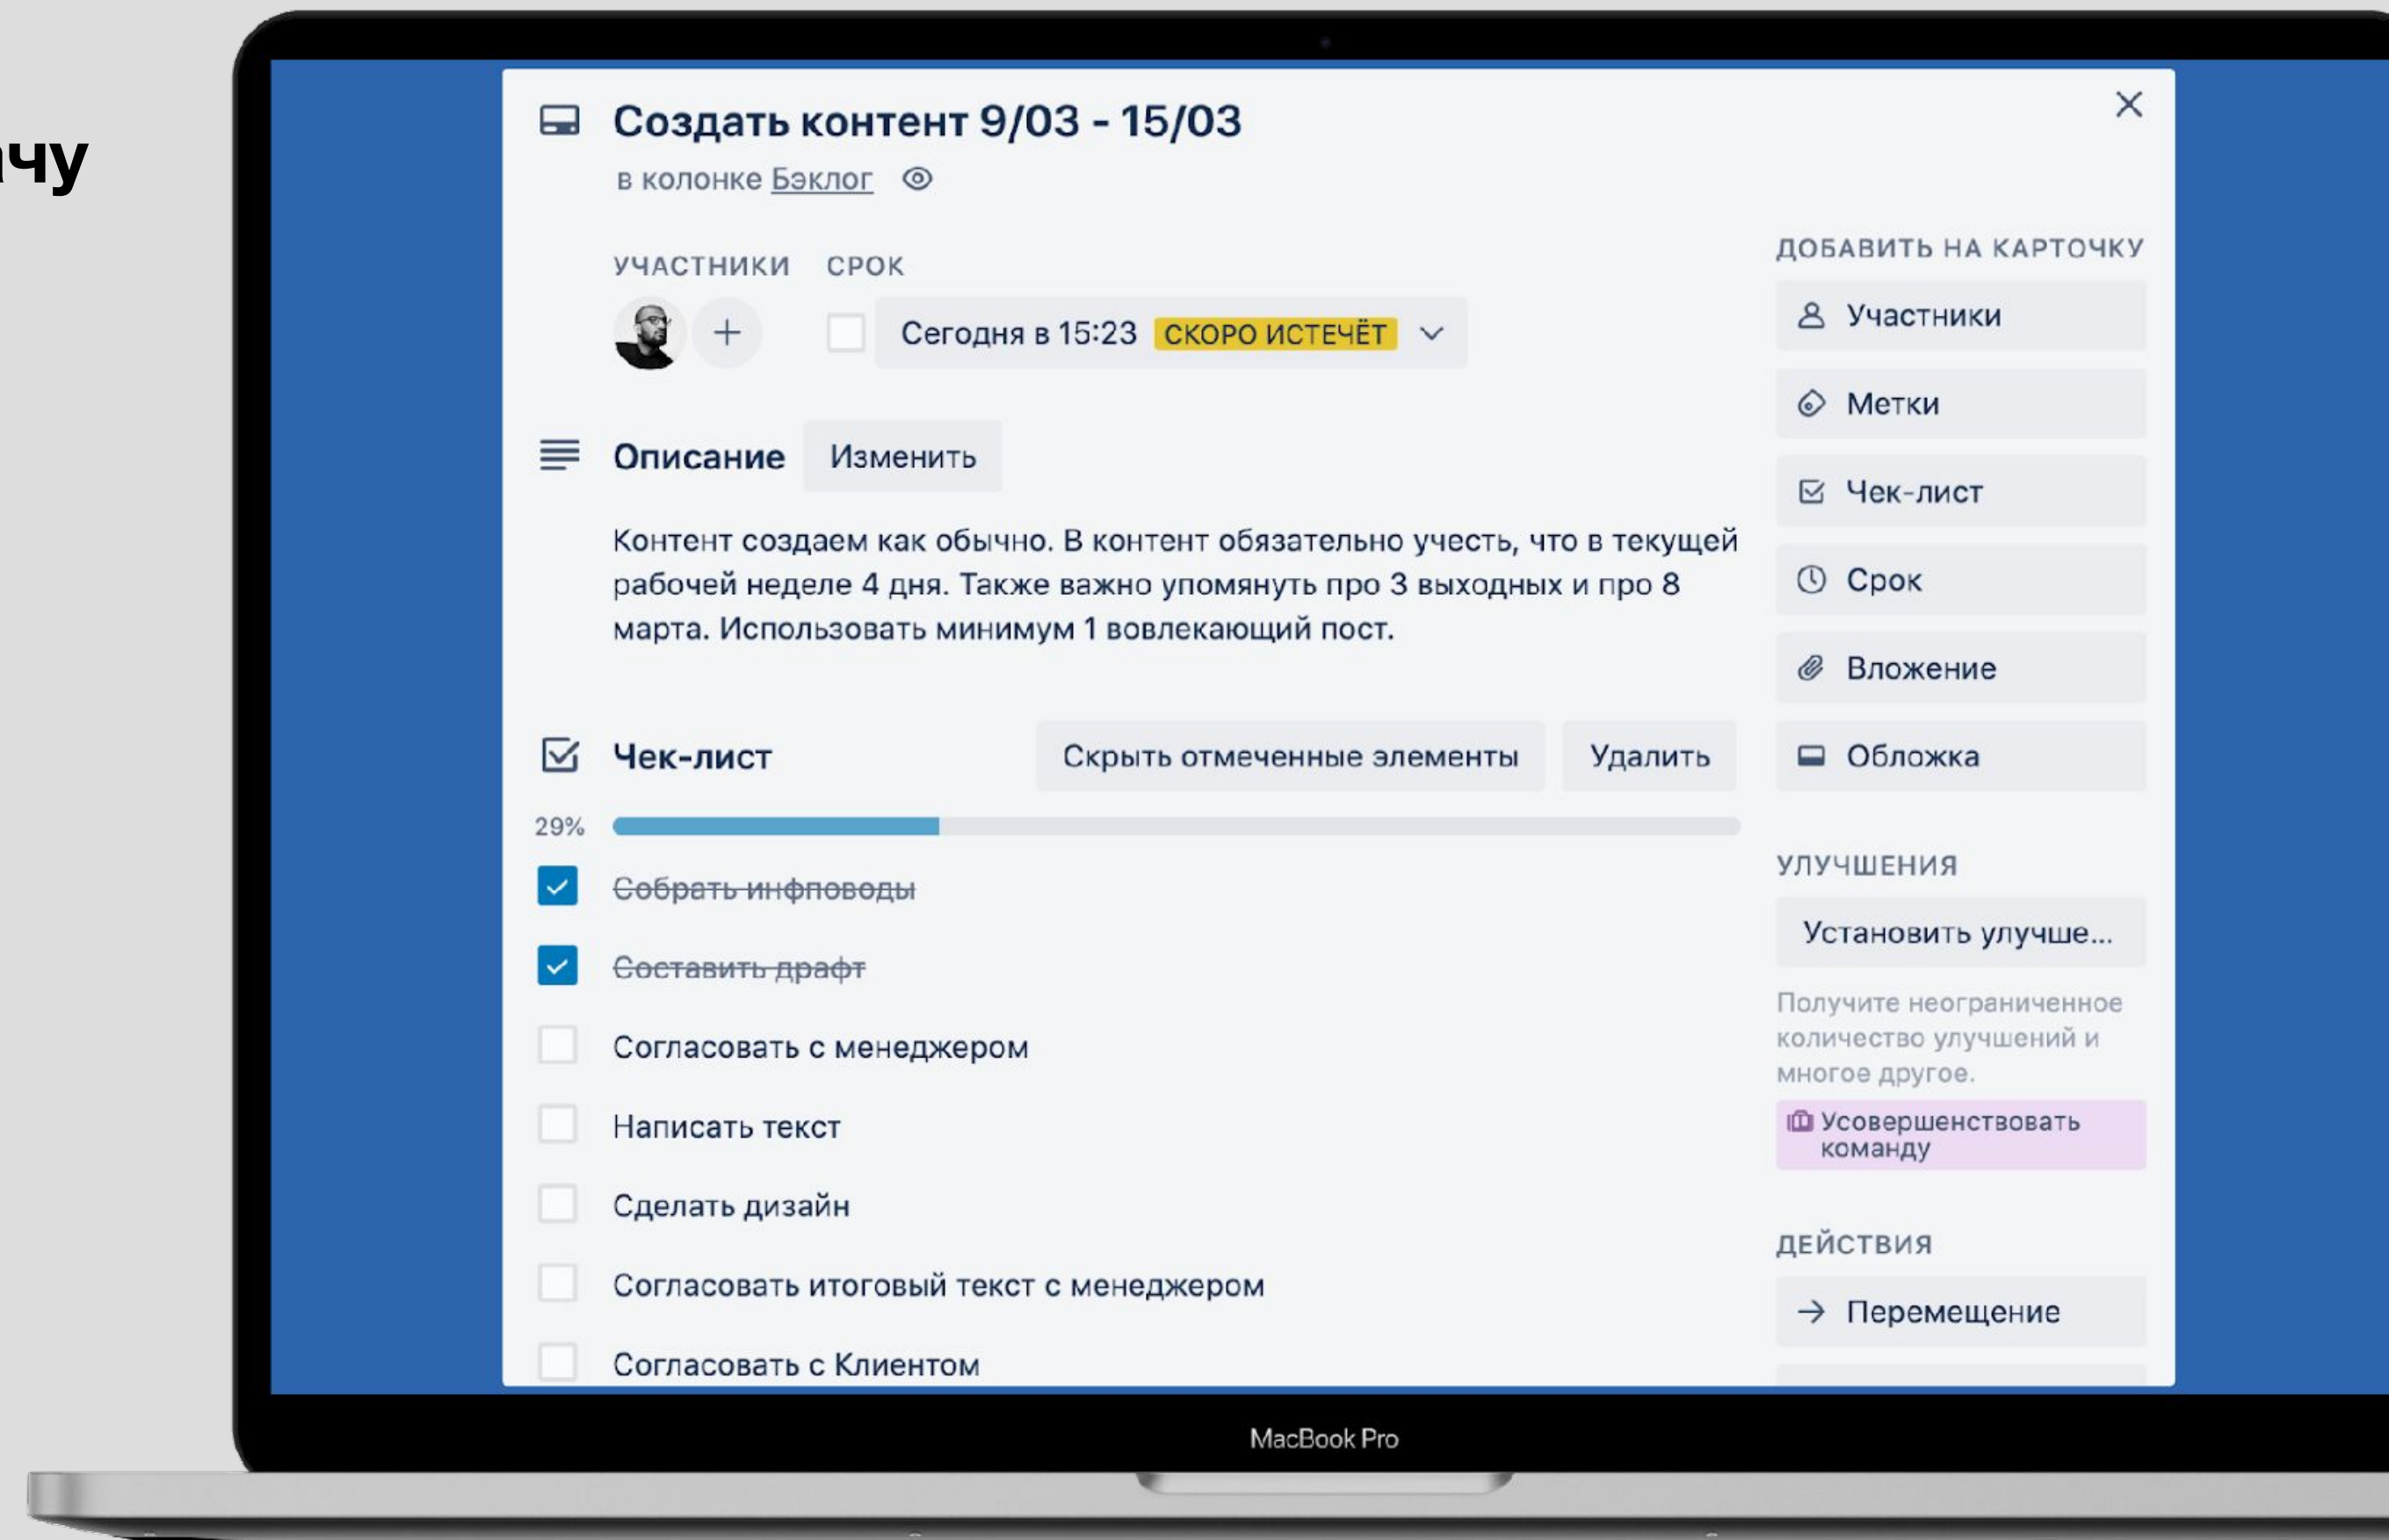 ачу
Создать контент 9/03 - 15/03
в колонке Бэклог
УЧАСТНИКИ СРОК
Сегодня в 15:23 СКОРО ИСТЕЧЁТ
Описание Изменить
Контент создаем как обычно. В контент обязательно учесть, что в текущей
рабочей неделе 4 дня. Также важно упомянуть про 3 выходных и про 8
марта. Использовать минимум 1 вовлекающий пост.
Чек-лист Скрыть отмеченные элементы Удалить
29%
Собрать инфповоды
Составить драфт
Согласовать с менеджером
Написать текст
Сделать дизайн
Согласовать итоговый текст с менеджером
Согласовать с Клиентом
ДОБАВИТЬ НА КАРТОЧКУ
Участники
Метки
Чек-лист
Срок
Вложение
Обложка
УЛУЧШЕНИЯ
Установить улучше...
Получите неограниченное
количество улучшений и
многое другое.
Усовершенствовать
команду
ДЕЙСТВИЯ
Перемещение
MacBook Pro